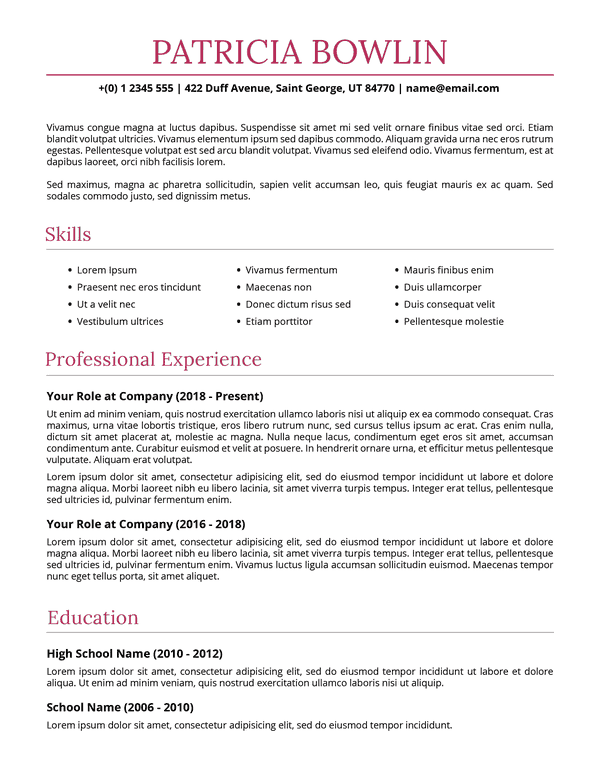 PATRICIA BOWLIN
+(0) 1 2345 555 | 422 Duff Avenue, Saint George, UT 84770 | name@email.com
Vivamus congue magna at luctus dapibus. Suspendisse sit amet mi sed velit ornare finibus vitae sed orci. Etiam
blandit volutpat ultricies. Vivamus elementum ipsum sed dapibus commodo. Aliquam gravida urna nec eros rutrum
egestas. Pellentesque volutpat est sed arcu blandit volutpat. Vivamus sed eleifend odio. Vivamus fermentum, est at
dapibus laoreet, orci nibh facilisis lorem.
Sed maximus, magna ac pharetra sollicitudin, sapien velit accumsan leo, quis feugiat mauris ex ac quam. Sed
sodales commodo justo, sed dignissim metus.
Skills
• Lorem Ipsum
• Praesent nec eros tincidunt
• Ut a velit nec
• Vestibulum ultrices
• Vivamus fermentum
• Maecenas non
• Donec dictum risus sed
• Etiam porttitor
• Mauris finibus enim
• Duis ullamcorper
• Duis consequat velit
• Pellentesque molestie
Professional Experience
Your Role at Company (2018 - Present)
Ut enim ad minim veniam, quis nostrud exercitation ullamco laboris nisi ut aliquip ex ea commodo consequat. Cras
maximus, urna vitae lobortis tristique, eros libero rutrum nunc, sed cursus tellus ipsum ac erat. Cras enim nulla,
dictum sit amet placerat at, molestie ac magna. Nulla neque lacus, condimentum eget eros sit amet, accumsan
condimentum ante. Curabitur euismod et velit at posuere. In hendrerit ornare urna, et efficitur metus pellentesque
vulputate. Aliquam erat volutpat.
Lorem ipsum dolor sit amet, consectetur adipisicing elit, sed do eiusmod tempor incididunt ut labore et dolore
magna aliqua. Morbi laoreet nibh eu libero lacinia, sit amet viverra turpis tempus. Integer erat tellus, pellentesque
sed ultricies id, pulvinar fermentum enim.
Your Role at Company (2016 - 2018)
Lorem ipsum dolor sit amet, consectetur adipisicing elit, sed do eiusmod tempor incididunt ut labore et dolore
magna aliqua. Morbi laoreet nibh eu libero lacinia, sit amet viverra turpis tempus. Integer erat tellus, pellentesque
sed ultricies id, pulvinar fermentum enim. Vivamus luctus ligula accumsan sollicitudin euismod. Maecenas tempor
nunc eget tellus porta, sit amet aliquet.
Education
High School Name (2010 - 2012)
Lorem ipsum dolor sit amet, consectetur adipisicing elit, sed do eiusmod tempor incididunt ut labore et dolore
aliqua. Ut enim ad minim veniam, quis nostrud exercitation ullamco laboris nisi ut aliquip.
School Name (2006 - 2010)
Lorem ipsum dolor sit amet, consectetur adipisicing elit, sed do eiusmod tempor incididunt.